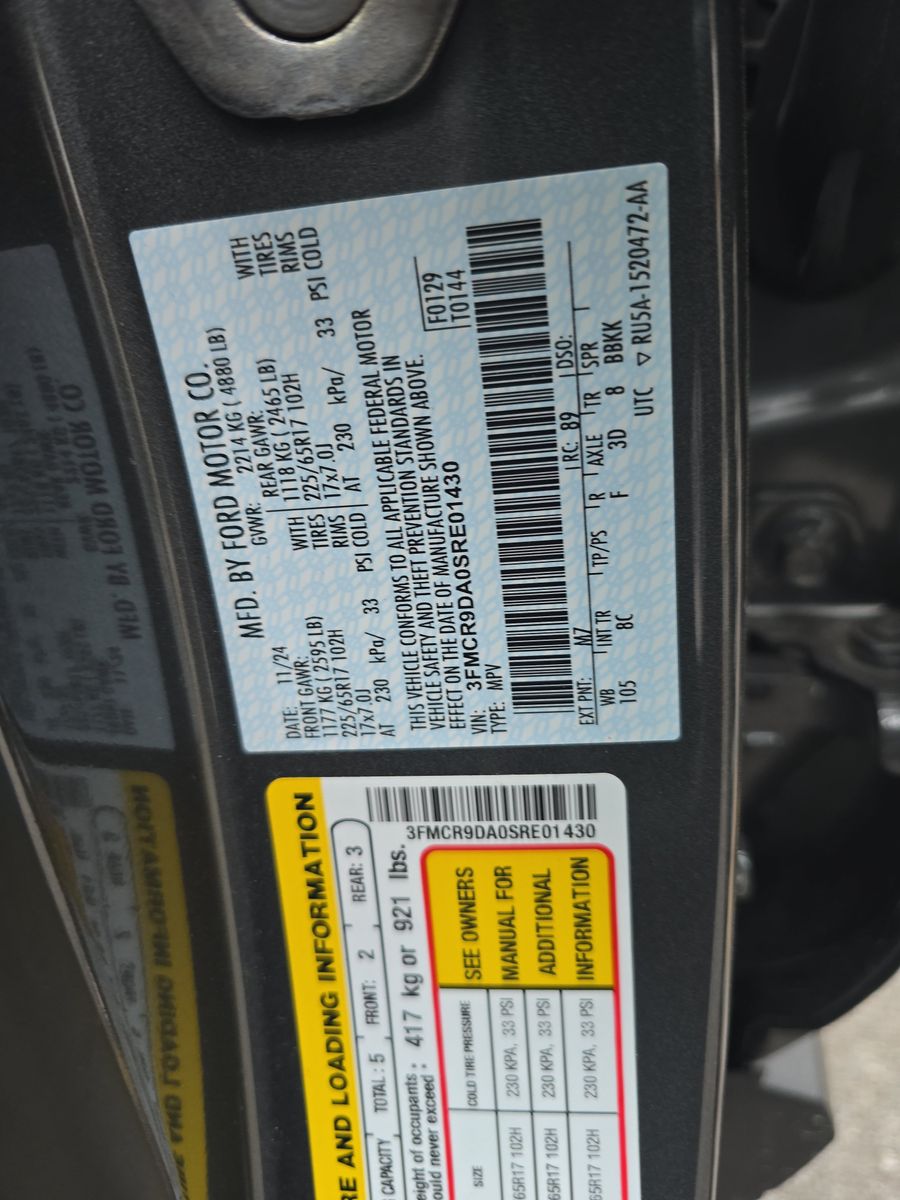 MFD. BY FORD MOTOR CO.
DATE: 11/24 GVWR: 2214 KG ( 4880 LB)
FRONT GAWR: REAR GAWR:
1177 KG ( 2595 LB) WITH 1118 KG ( 2465 LB) WITH
225/65R17 102H TIRES 225/65R17 102H TIRES
17x7.0J RIMS 17x7.0J RIMS
AT 230 kPa/ 33 PSI COLD AT 230 kPa/ 33 PSI COLD
THIS VEHICLE CONFORMS TO ALL APPLICABLE FEDERAL MOTOR
VEHICLE SAFETY AND THEFT PREVENTION STANDARDS IN
EFFECT ON THE DATE OF MANUFACTURE SHOWN ABOVE.
VIN: 3FMCR9DA0SRE01430 F0129
TYPE: MPV T0144
EXT PNT: M7 RC: 89 DSO:
WB INT TR TP/PS R AXLE TR SPR
105 8C F 3D 8 BBKK
UTC ▽ RU5A-1520472-AA
RE AND LOADING INFORMATION
CAPACITY TOTAL : 5 FRONT: 2 REAR: 3
eight of occupants : 417 kg or 921 lbs.
ould never exceed :
3FMCR9DA0SRE01430
SIZE COLD TIRE PRESSURE
65R17 102H 230 KPA, 33 PSI
65R17 102H 230 KPA, 33 PSI
65R17 102H 230 KPA, 33 PSI
SEE OWNERS
MANUAL FOR
ADDITIONAL
INFORMATION